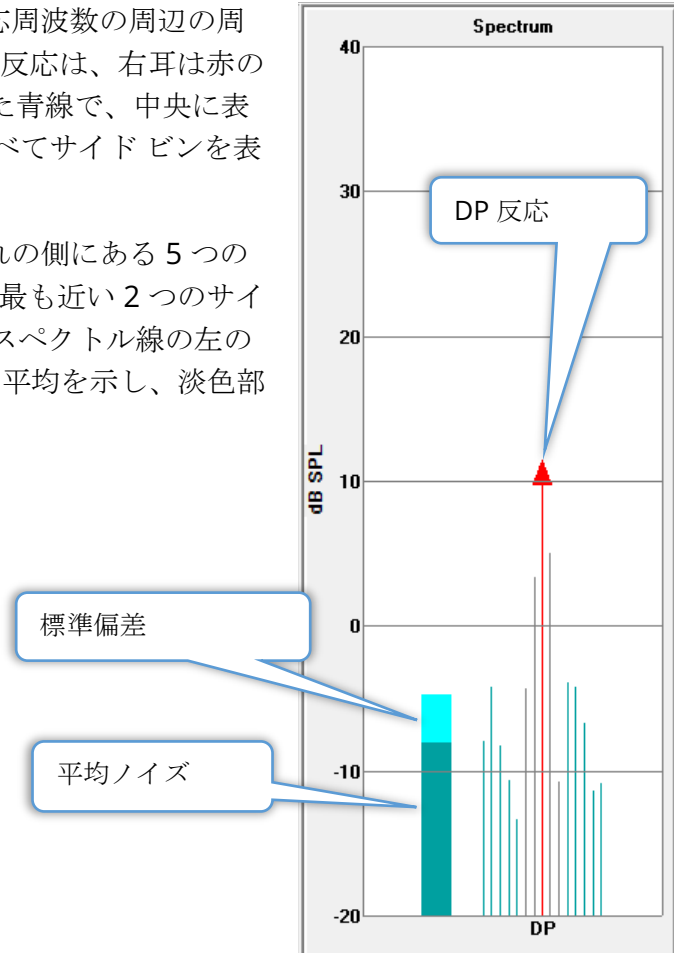 応周波数の周辺の周
反応は、右耳は赤の
た青線で、中央に表
べてサイド ビンを表
れの側にある 5 つの
最も近い 2 つのサイ
スペクトル線の左の
平均を示し、淡色部
Spectrum
40
30
DP 反応
20
dB SPL
10
標準偏差
0
平均ノイズ
-10
-20
DP